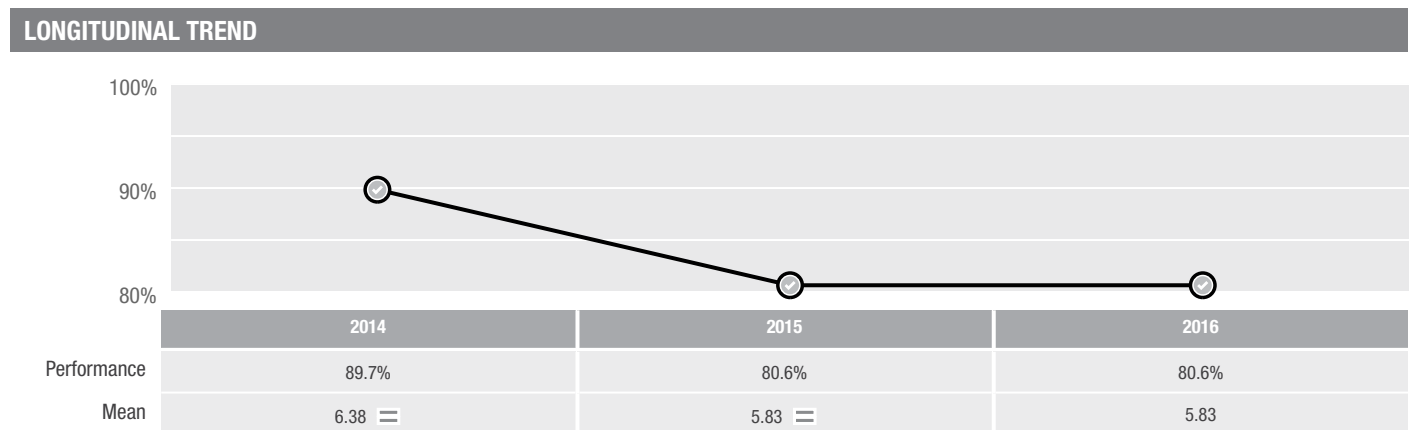 LONGITUDINAL TREND
100%
90%
80%
2014 2015 2016
Performance 89.7% 80.6% 80.6%
Mean 6.38 = 5.83 = 5.83